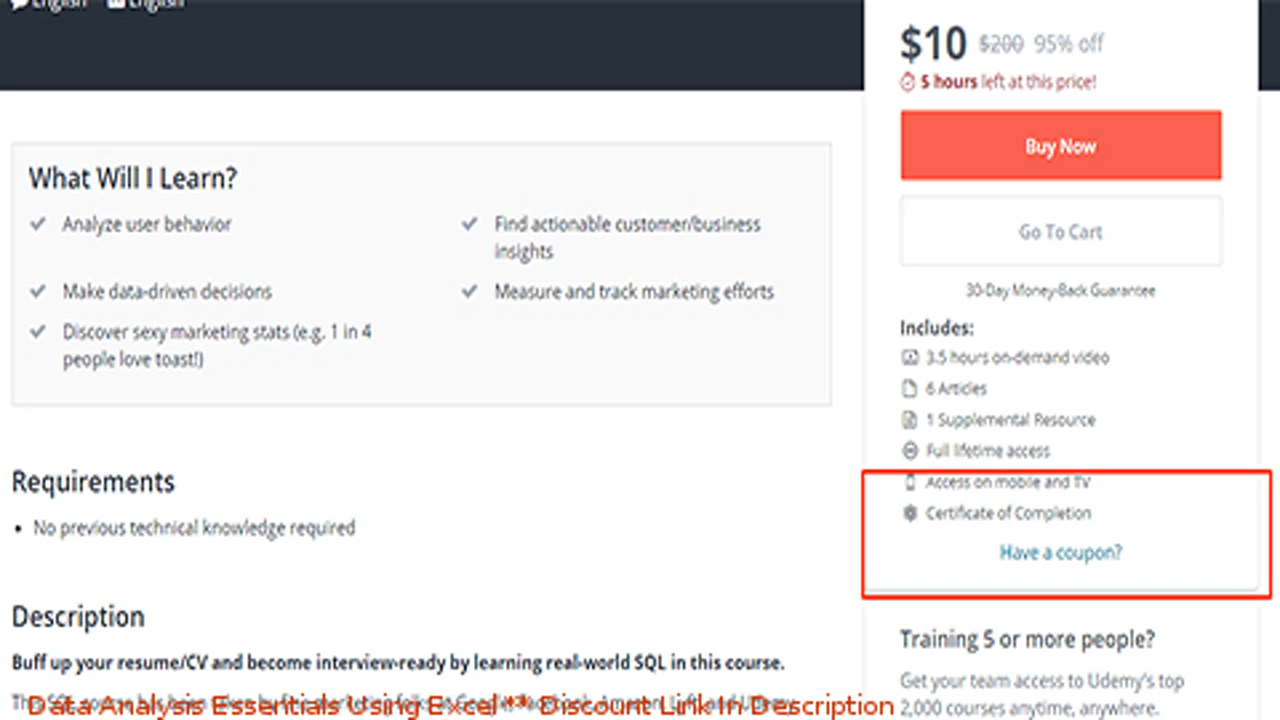 English English
$10 $200 95% off
5 hours left at this price!
Buy Now
Go To Cart
30-Day Money-Back Guarantee
Includes:
3.5 hours on-demand video
6 Articles
1 Supplemental Resource
Full lifetime access
Access on mobile and TV
Certificate of Completion
Have a coupon?
Training 5 or more people?
Get your team access to Udemy's top
2,000 courses anytime, anywhere.
What Will I Learn?
Analyze user behavior
Find actionable customer/business
insights
Make data-driven decisions
Measure and track marketing efforts
Discover sexy marketing stats (e.g. 1 in 4
people love toast!)
Requirements
• No previous technical knowledge required
Description
Buff up your resume/CV and become interview-ready by learning real-world SQL in this course.
Data Analysis Essentials Using Excel ** Discount Link In Description